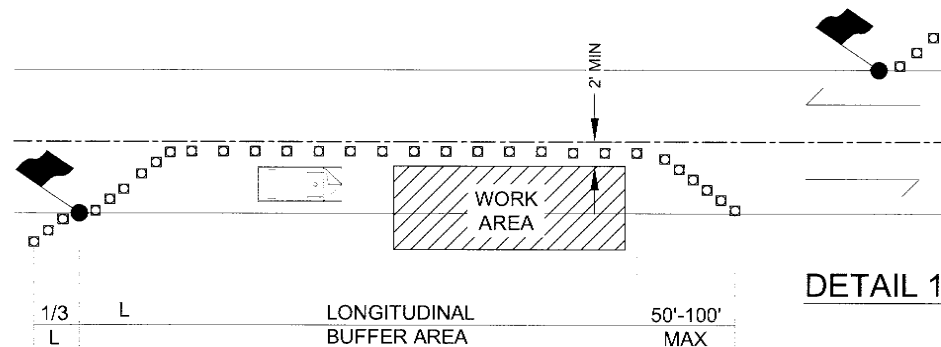 2' MIN
WORK
AREA
DETAIL 1
1/3 L LONGITUDINAL 50'-100'
L BUFFER AREA MAX